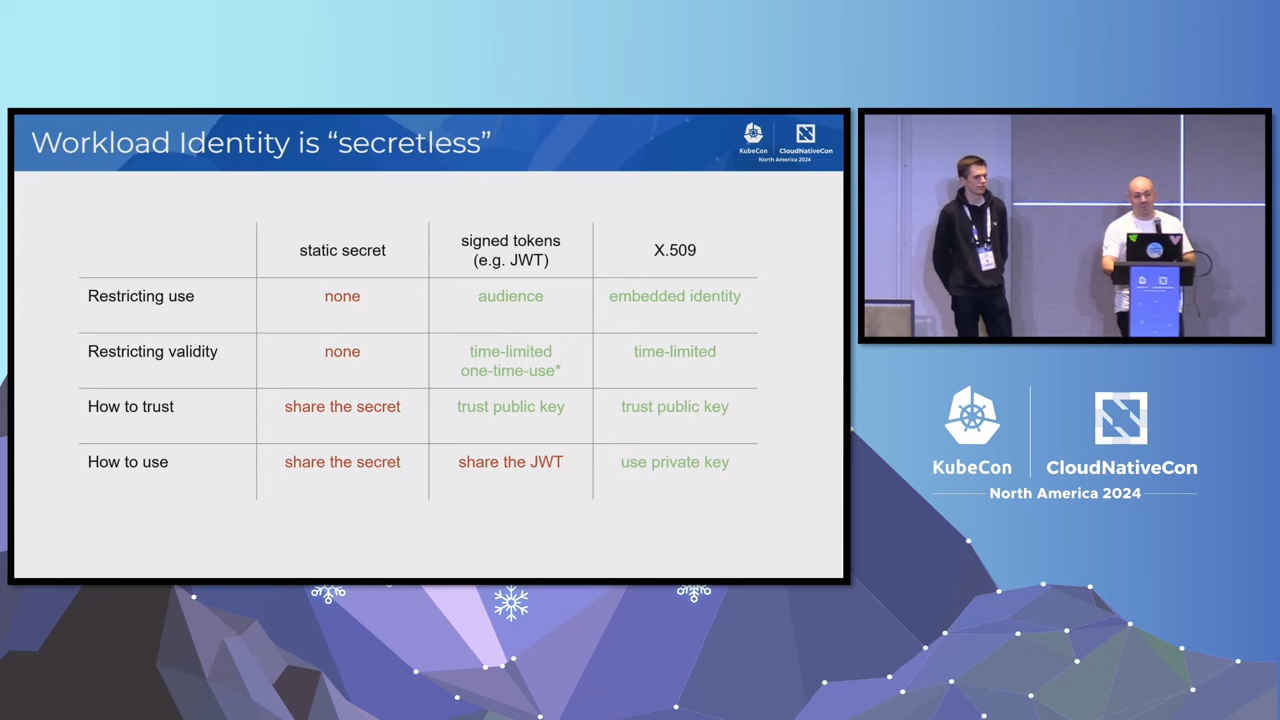 Workload Identity is “secretless”
KubeCon
CloudNativeCon
North America 2024
static secret
signed tokens
(e.g. JWT)
X.509
Restricting use
none
audience
embedded identity
Restricting validity
none
time-limited
one-time-use*
time-limited
How to trust
share the secret
trust public key
trust public key
How to use
share the secret
share the JWT
use private key
KubeCon
CloudNativeCon
North America 2024